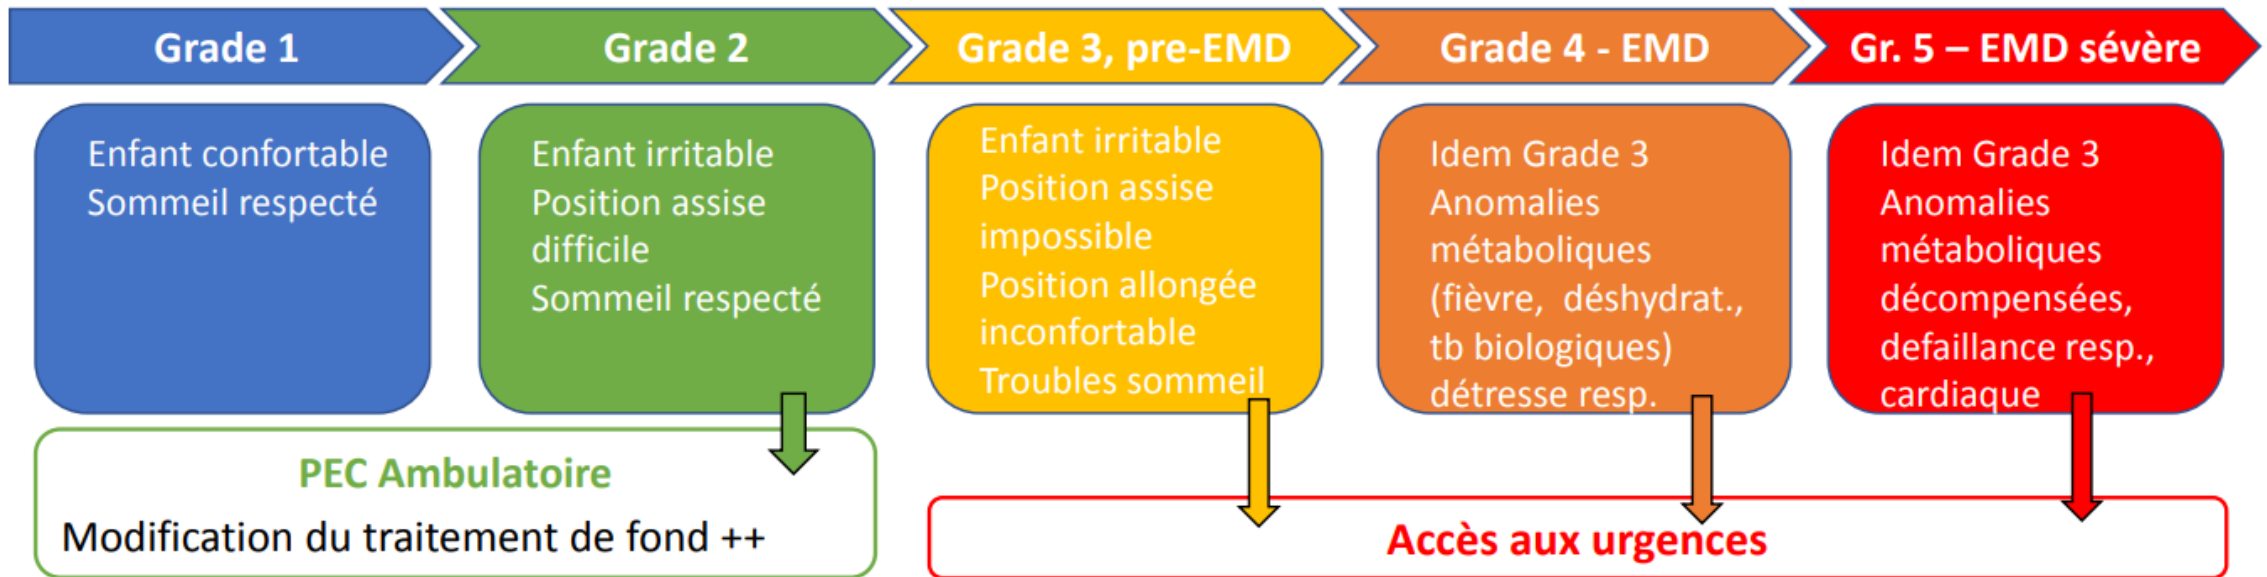 Grade 1
Grade 2
Grade 3, pre-EMD
Grade 4 - EMD
Gr. 5 – EMD sévère
Enfant confortable
Sommeil respecté
Enfant irritable
Position assise
difficile
Sommeil respecté
Enfant irritable
Position assise
impossible
Position allongée
inconfortable
Troubles sommeil
Idem Grade 3
Anomalies
métaboliques
(fièvre, déshydrat.,
tb biologiques)
détresse resp.
Idem Grade 3
Anomalies
métaboliques
décompensées,
defaillance resp.,
cardiaque
PEC Ambulatoire
Modification du traitement de fond ++
Accès aux urgences